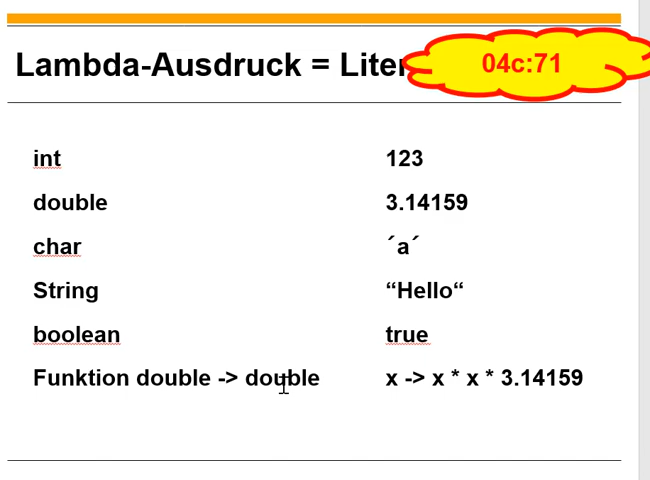 Lambda-Ausdruck = Liter
04c:71
int 123
double 3.14159
char ´a´
String “Hello“
boolean true
Funktion double -> double x -> x * x * 3.14159